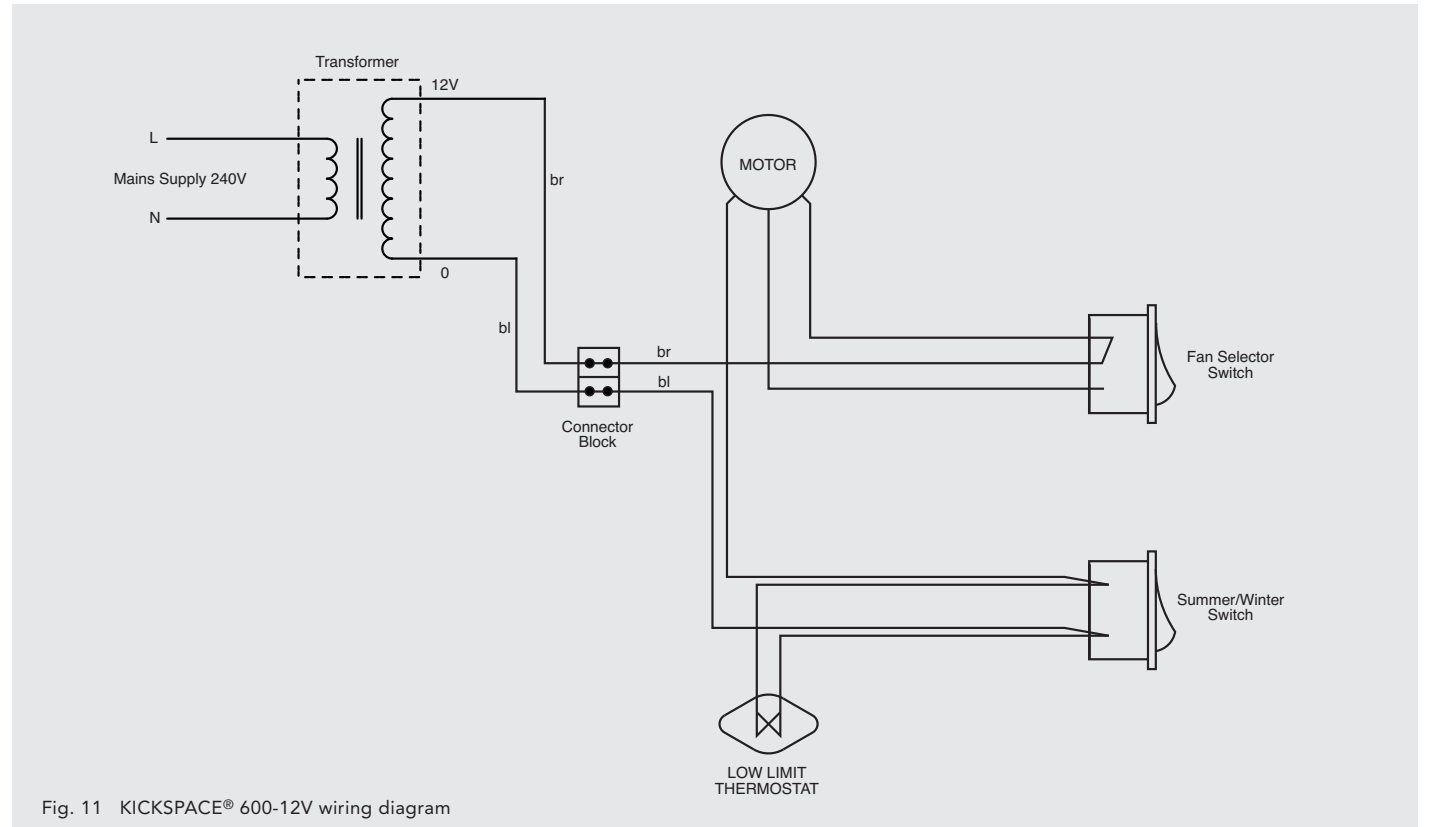 Transformer
12V
L
Mains Supply 240V
N
0
br
bl
MOTOR
br
bl
Connector
Block
Fan Selector
Switch
Summer/Winter
Switch
LOW LIMIT
THERMOSTAT
Fig. 11 KICKSPACE® 600-12V wiring diagram